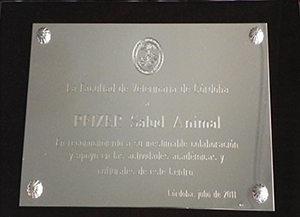 La Facultad de Veterinaria de Córdoba
a
PFIZER Salud Animal
En reconocimiento a su inestimable colaboración
y apoyo en las actividades académicas y
culturales de este Centro
Córdoba, julio de 2011